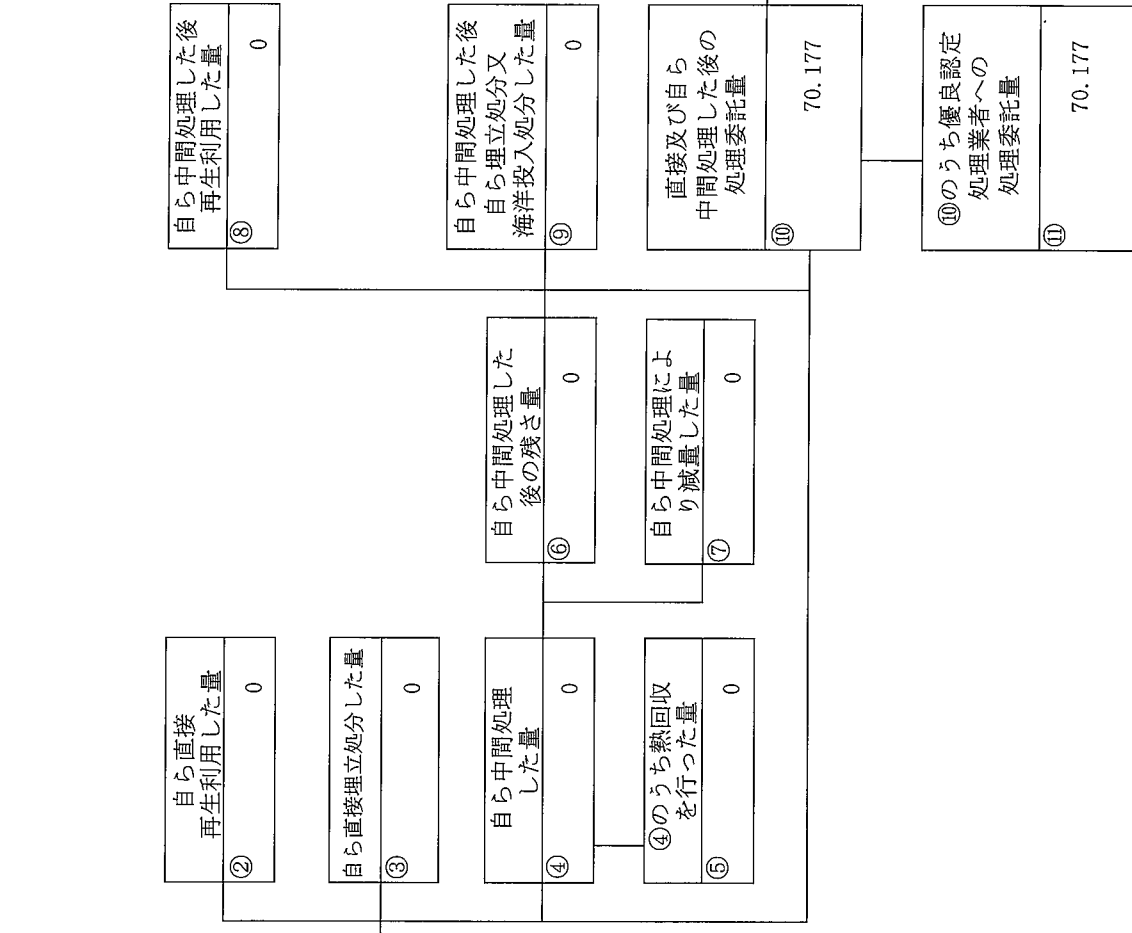 自ら直接
再生利用した量
②
0
自ら直接埋立処分した量
③
0
自ら中間処理
した量
④
0
④のうち熱回収
を行った量
⑤
0
自ら中間処理した
後の残さ量
⑥
0
自ら中間処理によ
り減量した量
⑦
0
自ら中間処理した後
再生利用した量
⑧
0
自ら中間処理した後
自ら埋立処分又
海洋投入処分した量
⑨
0
直接及び自ら
中間処理した後の
処理委託量
⑩
70.177
⑩のうち優良認定
処理業者への
処理委託量
⑪
70.177